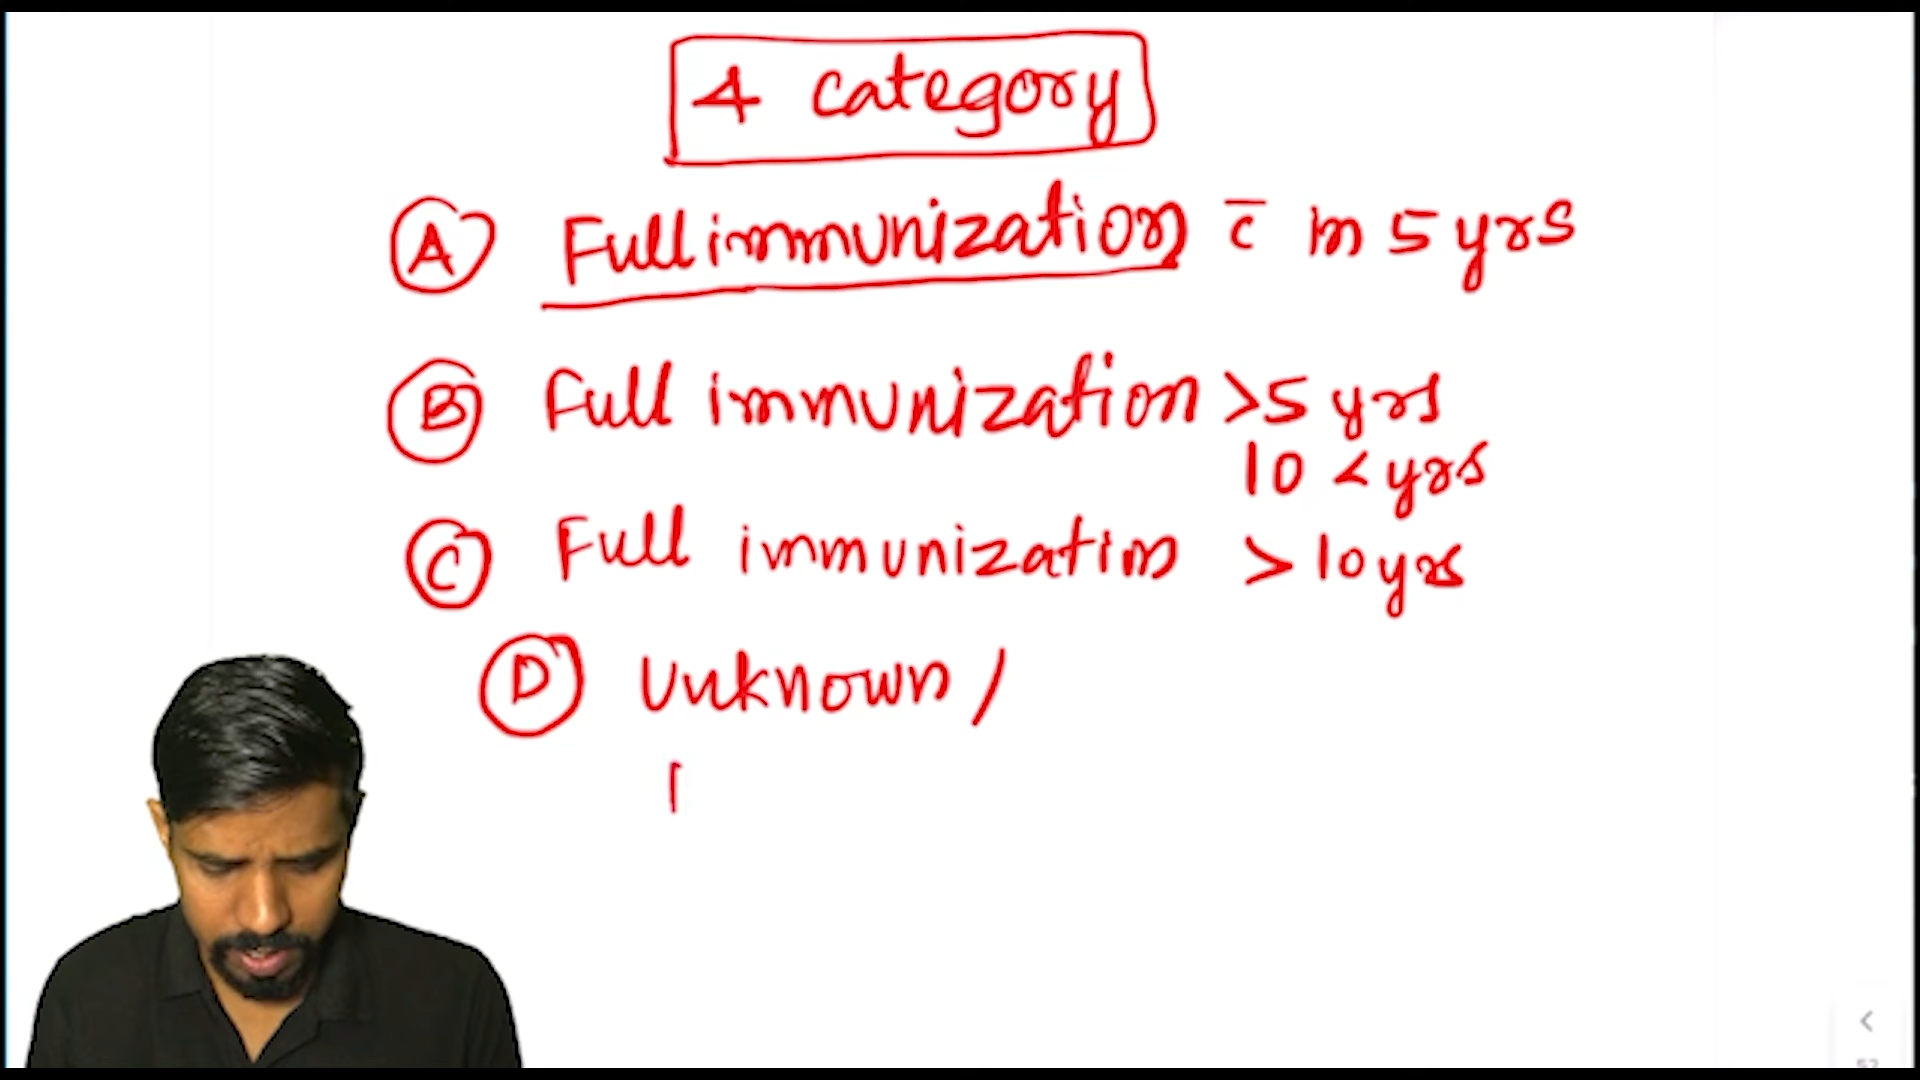 4 category
A Full immunization c̄ in 5 yrs
B Full immunization >5 yrs
10 < yrs
C Full immunization > 10 yrs
D Unknown /